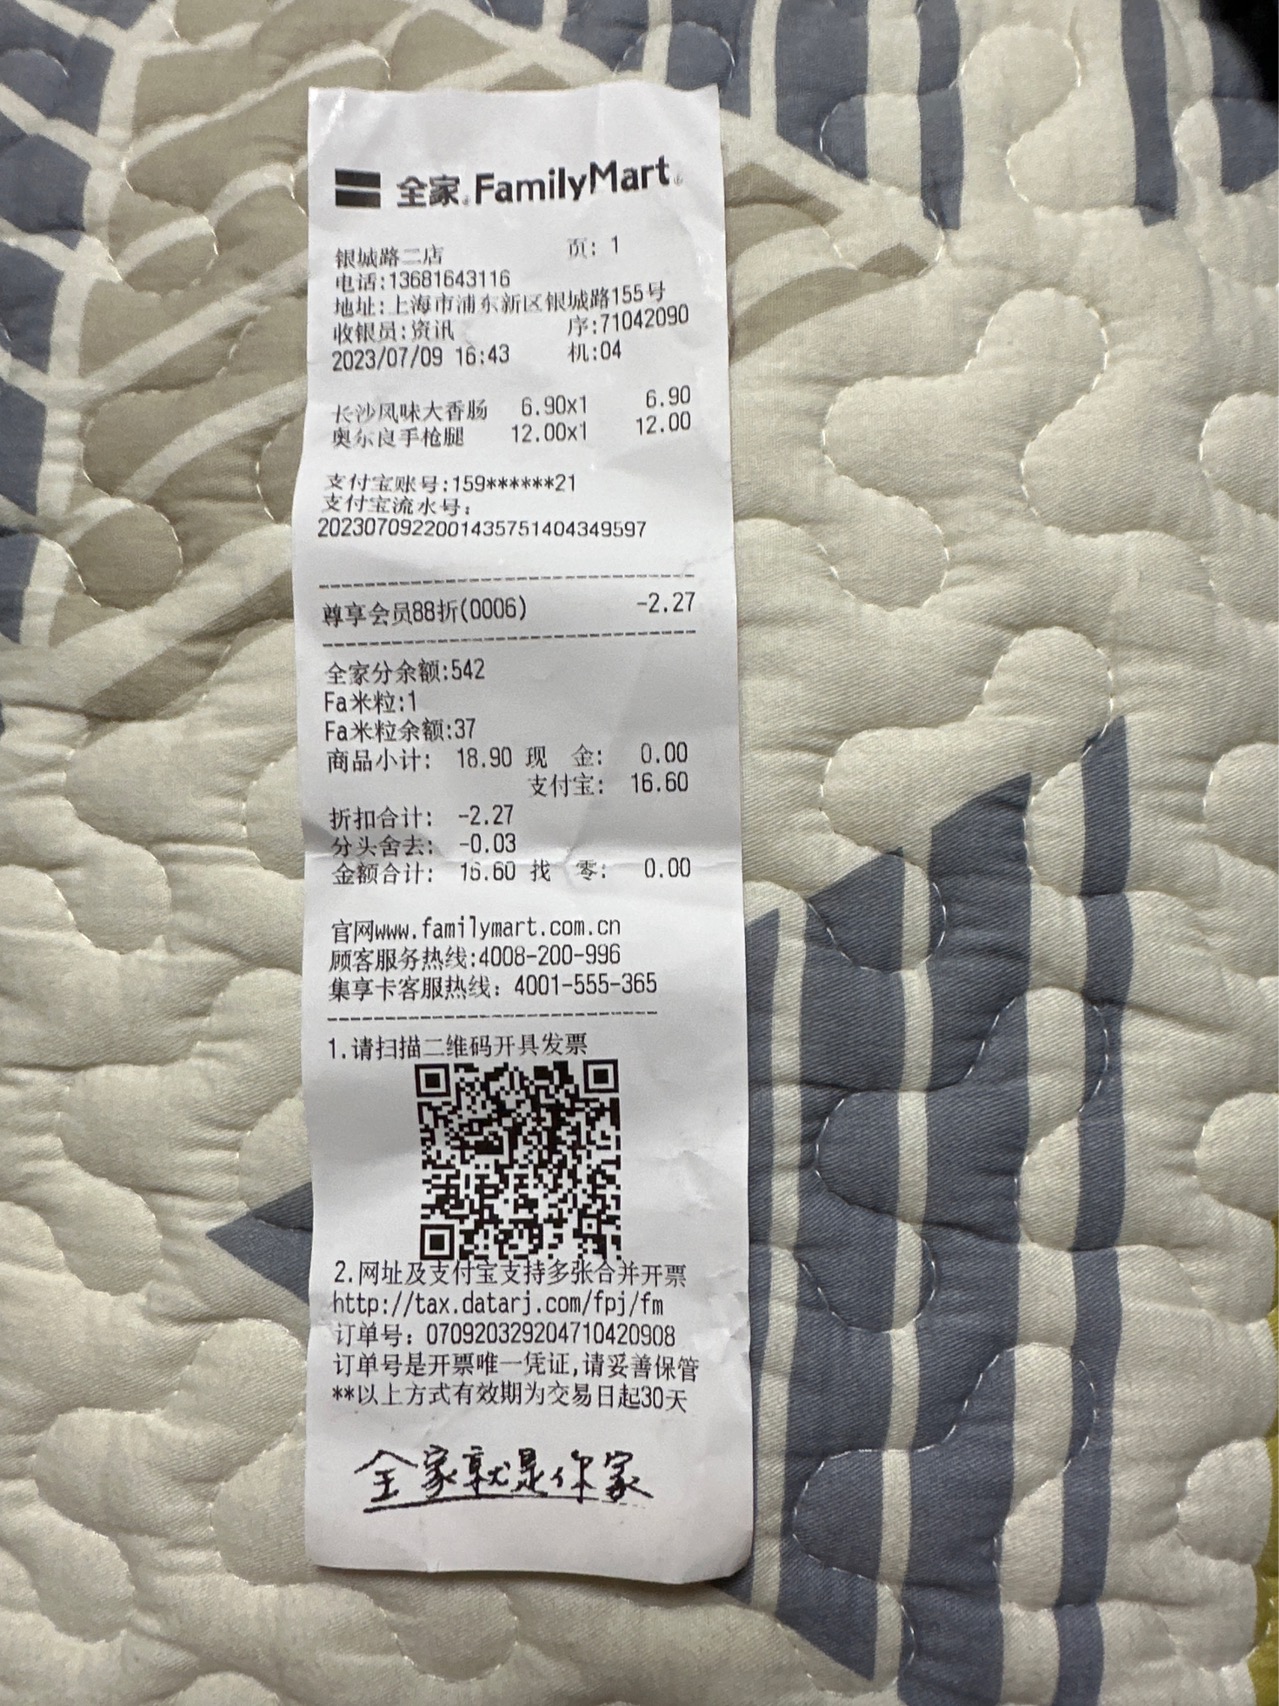 全家 FamilyMart
银城路二店 页: 1
电话:13681643116
地址:上海市浦东新区银城路155号
收银员:资讯 序:71042090
2023/07/09 16:43 机:04
长沙风味大香肠 6.90x1 6.90
奥尔良手枪腿 12.00x1 12.00
支付宝账号:159******21
支付宝流水号:
2023070922001435751404349597
尊享会员88折(0006) -2.27
全家分余额:542
Fa米粒:1
Fa米粒余额:37
商品小计: 18.90 现 金: 0.00
支付宝: 16.60
折扣合计: -2.27
分头舍去: -0.03
金额合计: 16.60 找 零: 0.00
官网www.familymart.com.cn
顾客服务热线:4008-200-996
集享卡客服热线: 4001-555-365
1.请扫描二维码开具发票
2.网址及支付宝支持多张合并开票
http://tax.datarj.com/fpj/fm
订单号: 070920329204710420908
订单号是开票唯一凭证,请妥善保管
**以上方式有效期为交易日起30天
全家就是你家